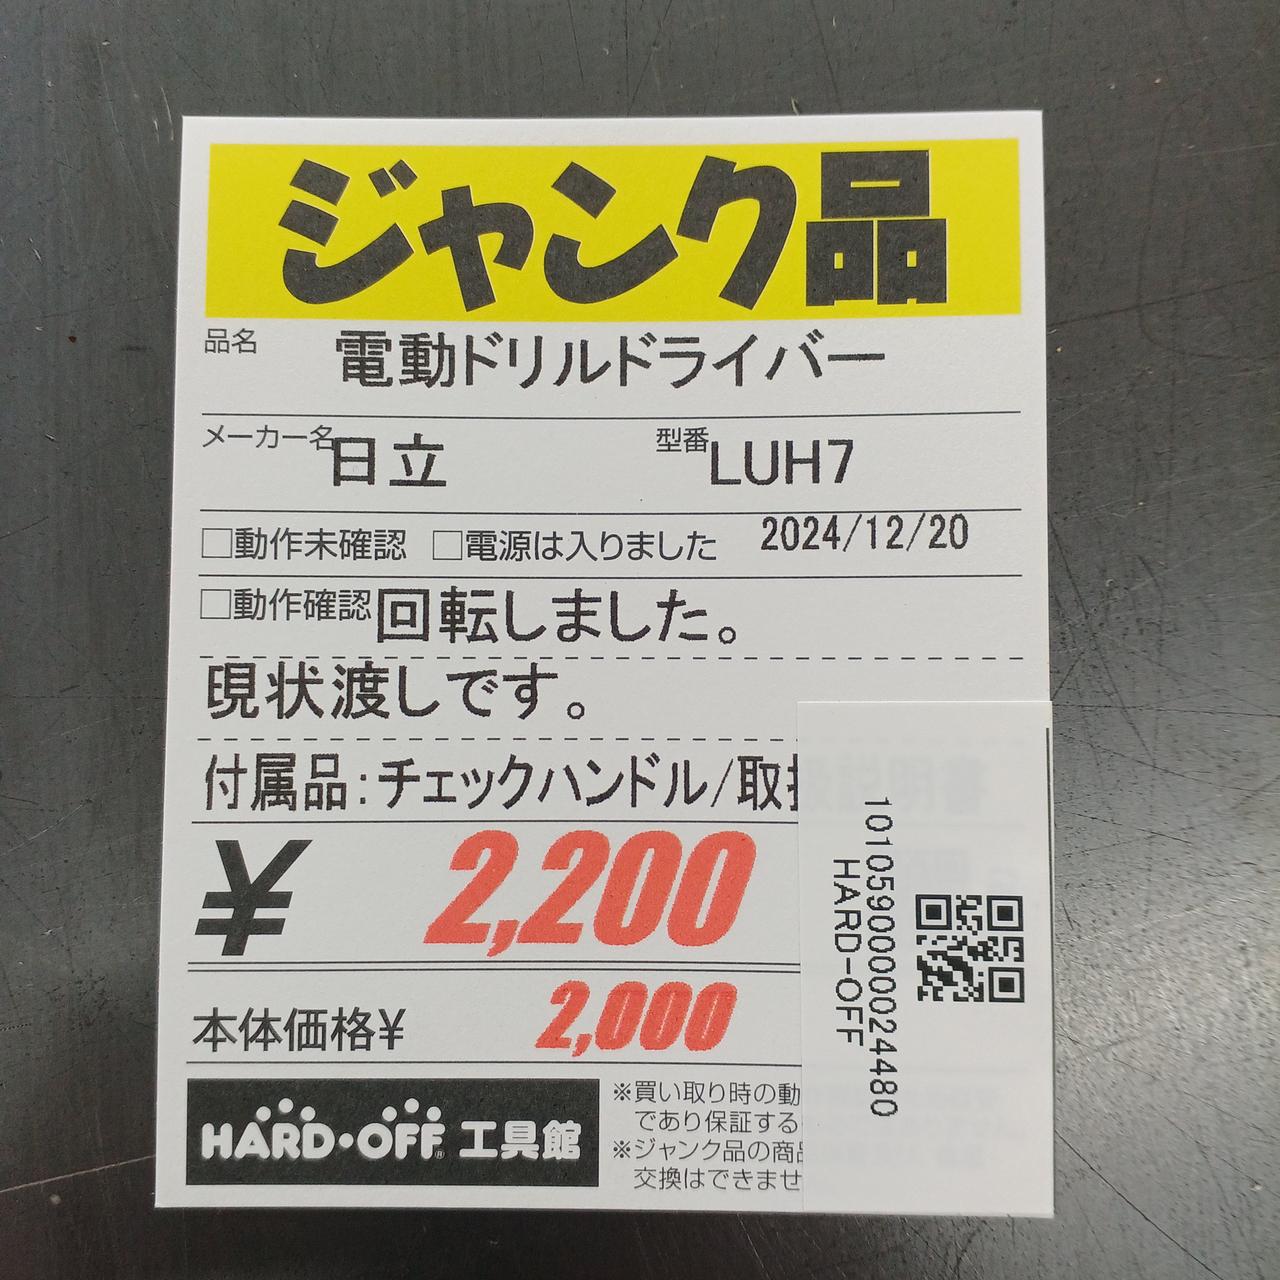 ジャンク品
品名 電動ドリルドライバー
メーカー名 日立 型番 LUH7
□動作未確認 □電源は入りました 2024/12/20
□動作確認 回転しました。
現状渡しです。
付属品:チェックハンドル/取扱説明書
¥ 2,200
本体価格¥ 2,000
HARD・OFF® 工具館
※買い取り時の動
であり保証する
※ジャンク品の商品
交換はできませ
1010590000024480
HARD-OFF